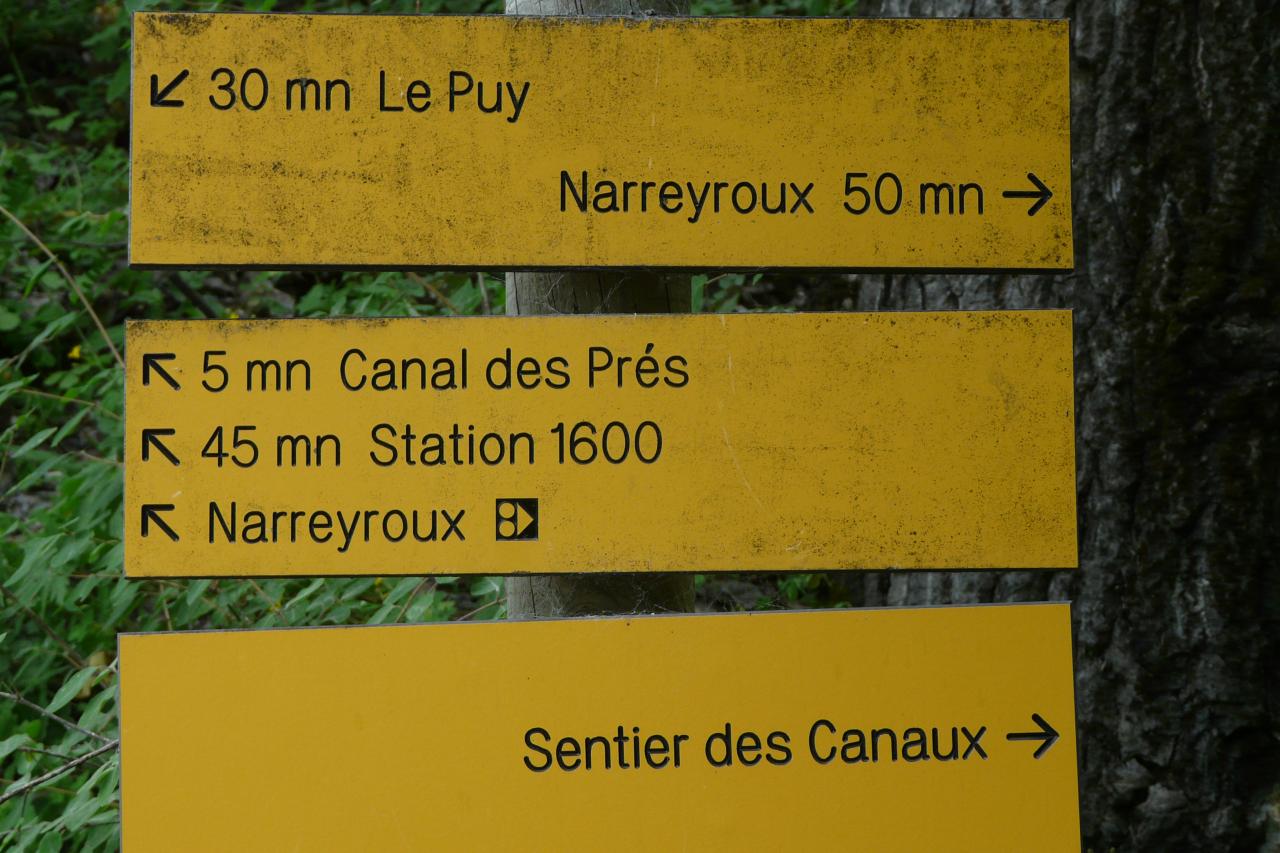 ↙ 30 mn Le Puy
Narreyroux 50 mn →
↖ 5 mn Canal des Prés
↖ 45 mn Station 1600
↖ Narreyroux 8
Sentier des Canaux →